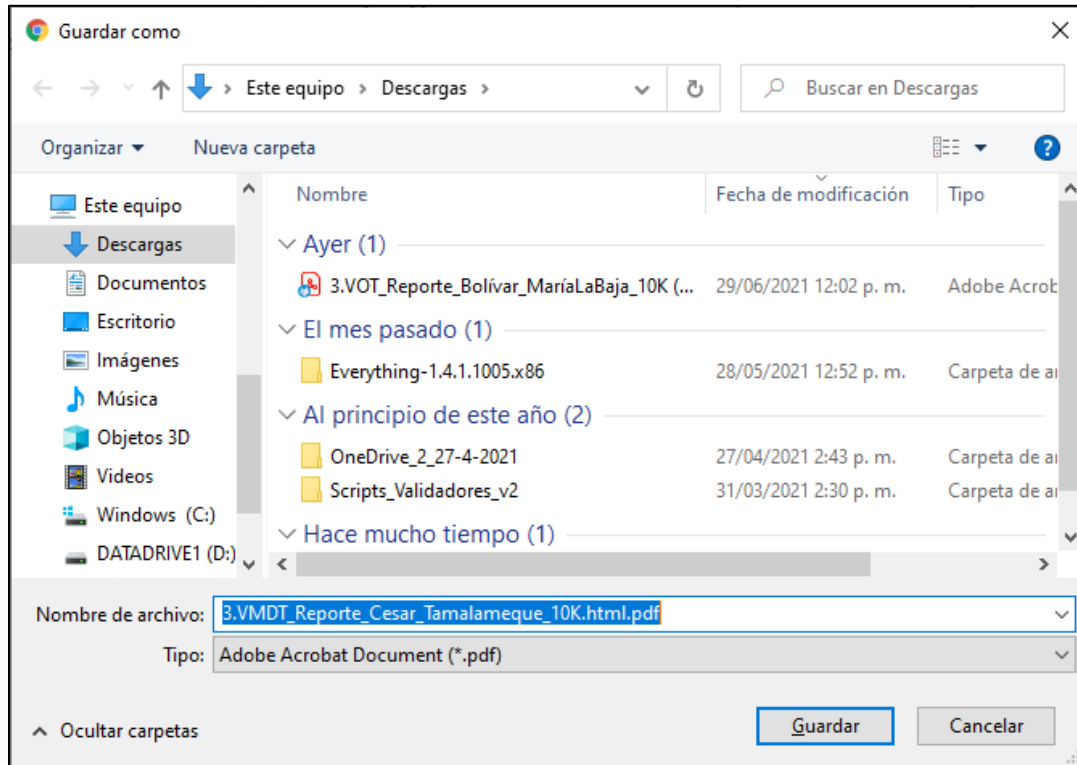 Guardar como
Este equipo > Descargas >
Buscar en Descargas
Organizar
Nueva carpeta
?
Este equipo
Descargas
Documentos
Escritorio
Imágenes
Música
Objetos 3D
Videos
Windows (C:)
DATADRIVE1 (D:)
Nombre Fecha de modificación Tipo
Ayer (1)
3.VOT_Reporte_Bolívar_MaríaLaBaja_10K (... 29/06/2021 12:02 p. m. Adobe Acrob
El mes pasado (1)
Everything-1.4.1.1005.x86 28/05/2021 12:52 p. m. Carpeta de ar
Al principio de este año (2)
OneDrive_2_27-4-2021 27/04/2021 2:43 p. m. Carpeta de ar
Scripts_Validadores_v2 31/03/2021 2:30 p. m. Carpeta de ar
Hace mucho tiempo (1)
Nombre de archivo: 3.VMDT_Reporte_Cesar_Tamalameque_10K.html.pdf
Tipo: Adobe Acrobat Document (*.pdf)
Ocultar carpetas
Guardar
Cancelar